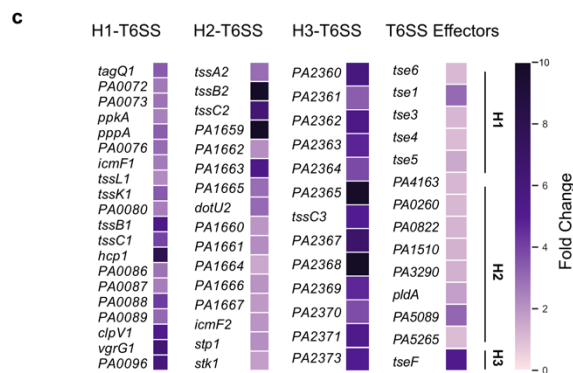 c
H1-T6SS H2-T6SS H3-T6SS T6SS Effectors
tagQ1
PA0072
PA0073
ppkA
pppA
PA0076
icmF1
tssL1
tssK1
PA0080
tssB1
tssC1
hcp1
PA0086
PA0087
PA0088
PA0089
clpV1
vgrG1
PA0096
tssA2
tssB2
tssC2
PA1659
PA1662
PA1663
PA1665
dotU2
PA1660
PA1661
PA1664
PA1666
PA1667
icmF2
stp1
stk1
PA2360
PA2361
PA2362
PA2363
PA2364
PA2365
tssC3
PA2367
PA2368
PA2369
PA2370
PA2371
PA2373
tse6
tse1
tse3
tse4
tse5
PA4163
PA0260
PA0822
PA1510
PA3290
pldA
PA5089
PA5265
tseF
H1
H2
H3
10
8
6
4
2
0
Fold Change